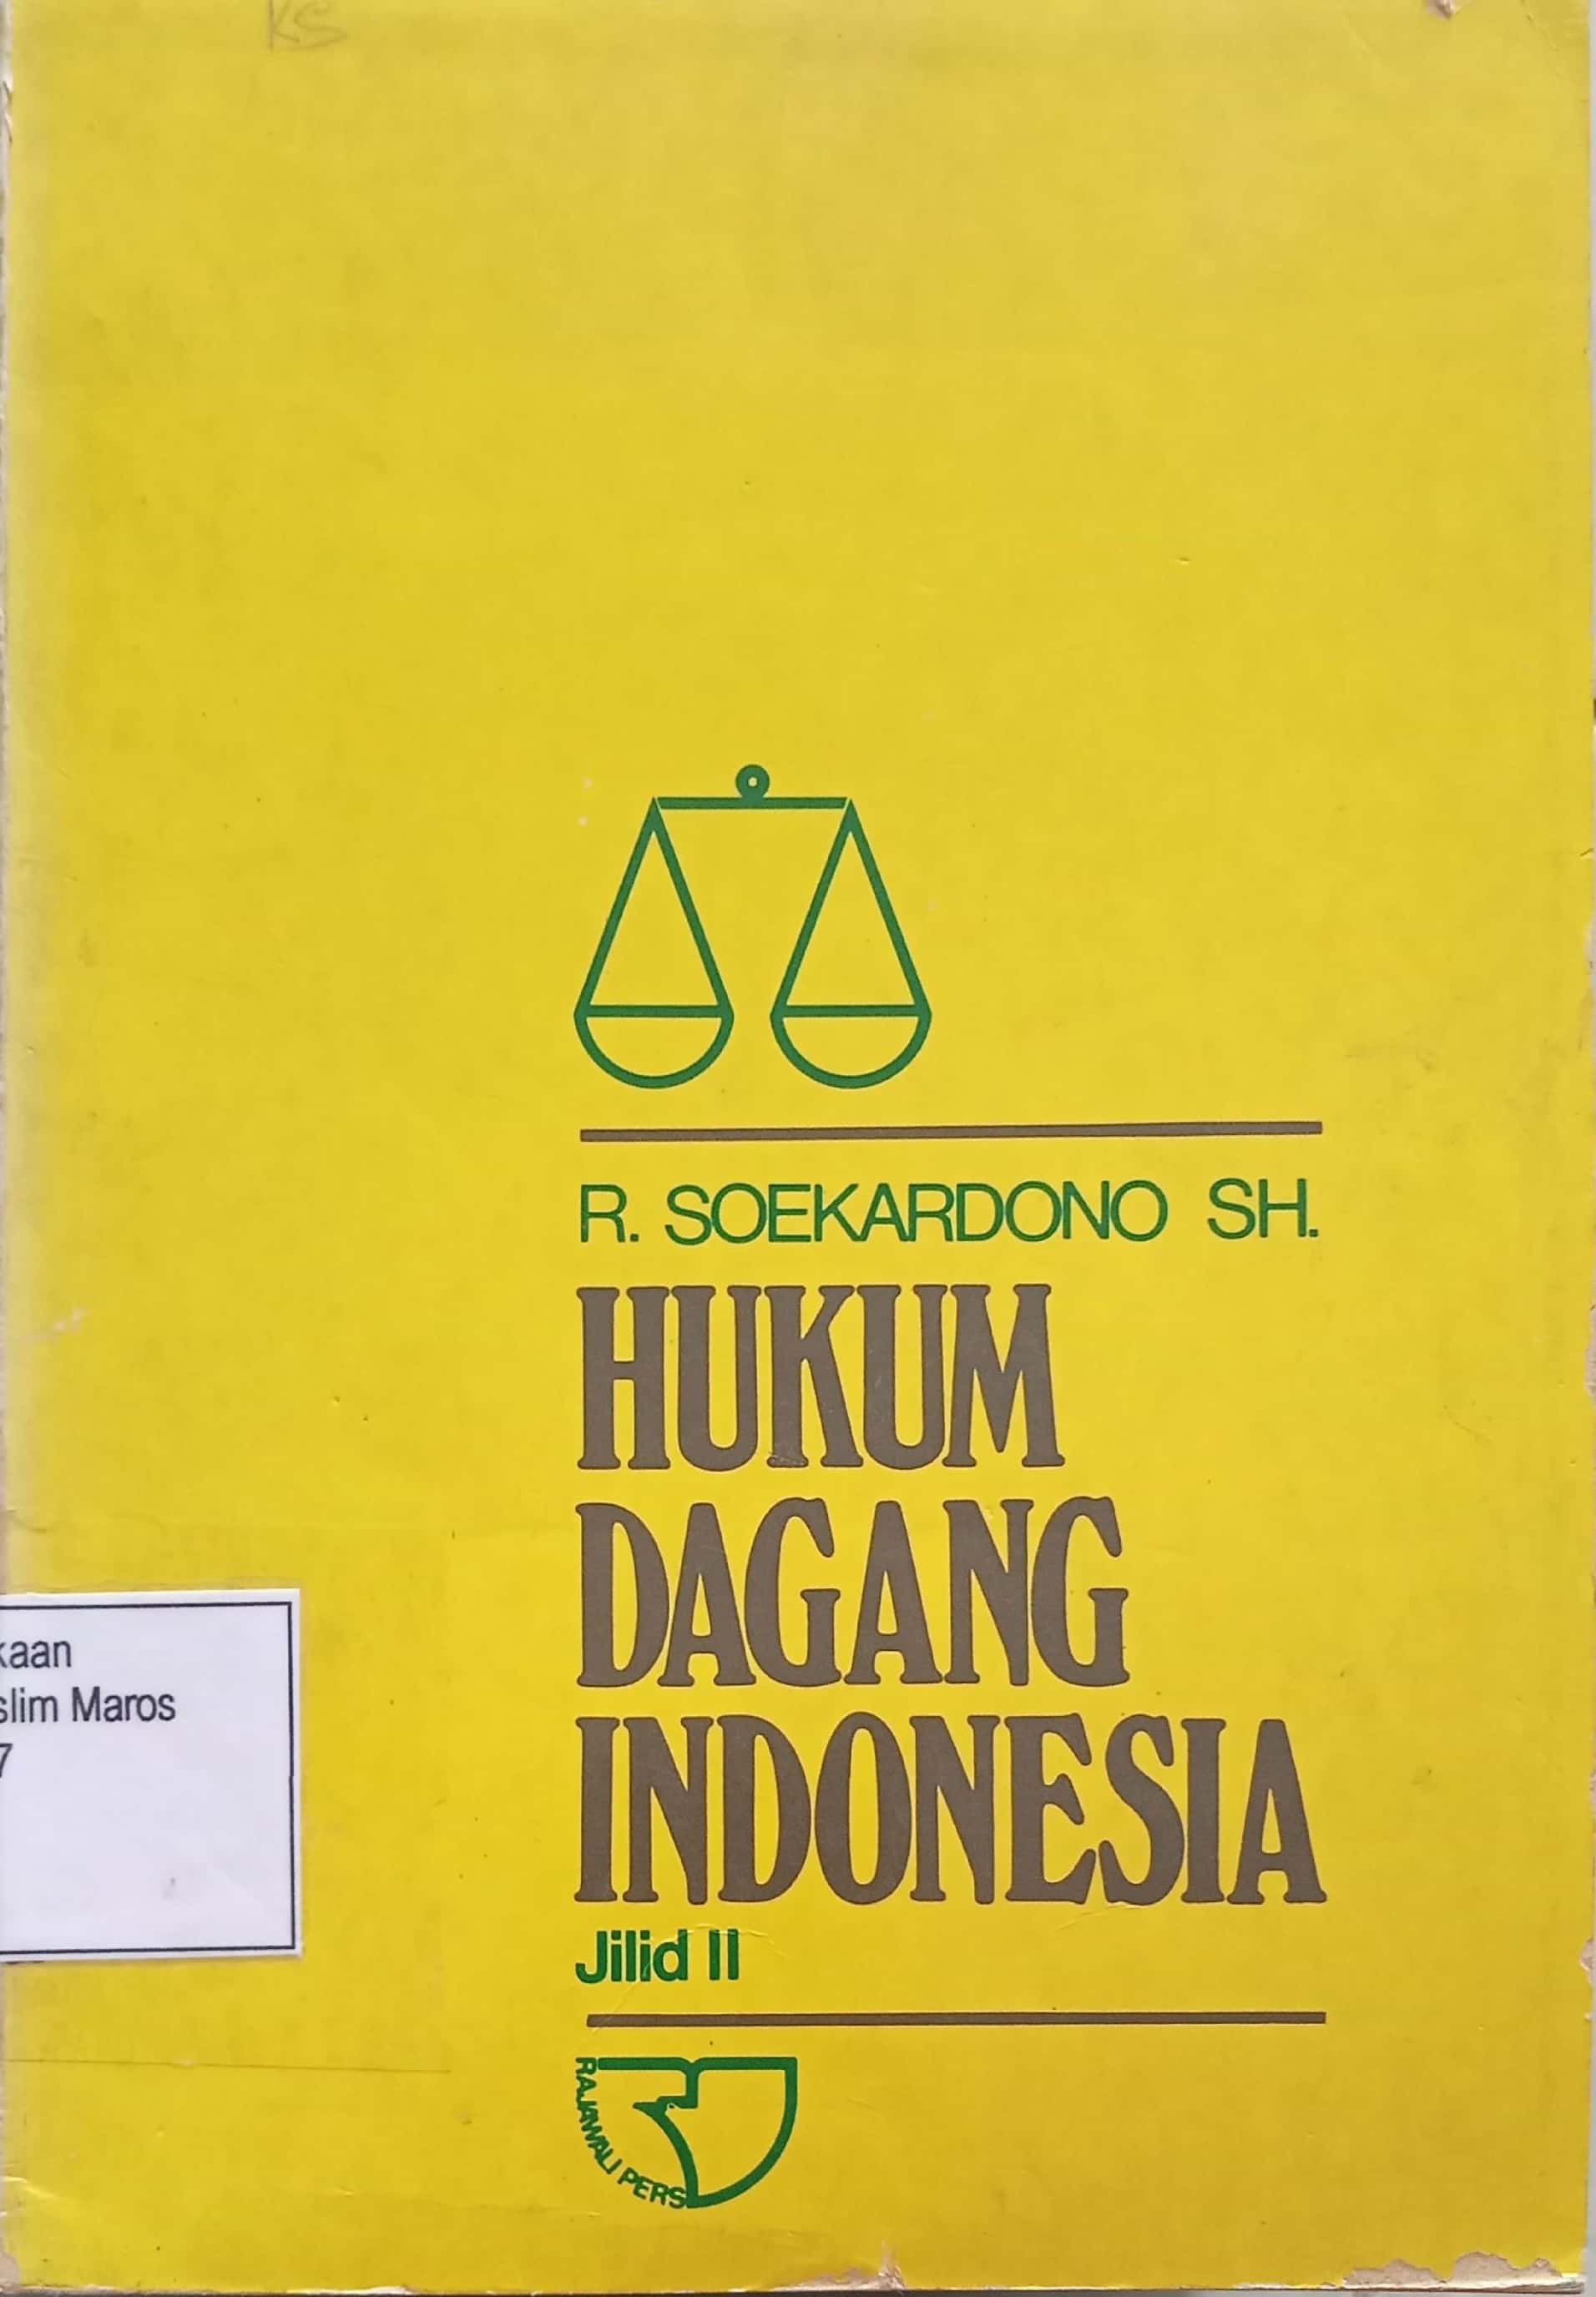 KS
R. SOEKARDONO SH.
HUKUM
DAGANG
INDONESIA
Jilid II
RAJAWALI PERS
kaan
slim Maros
7